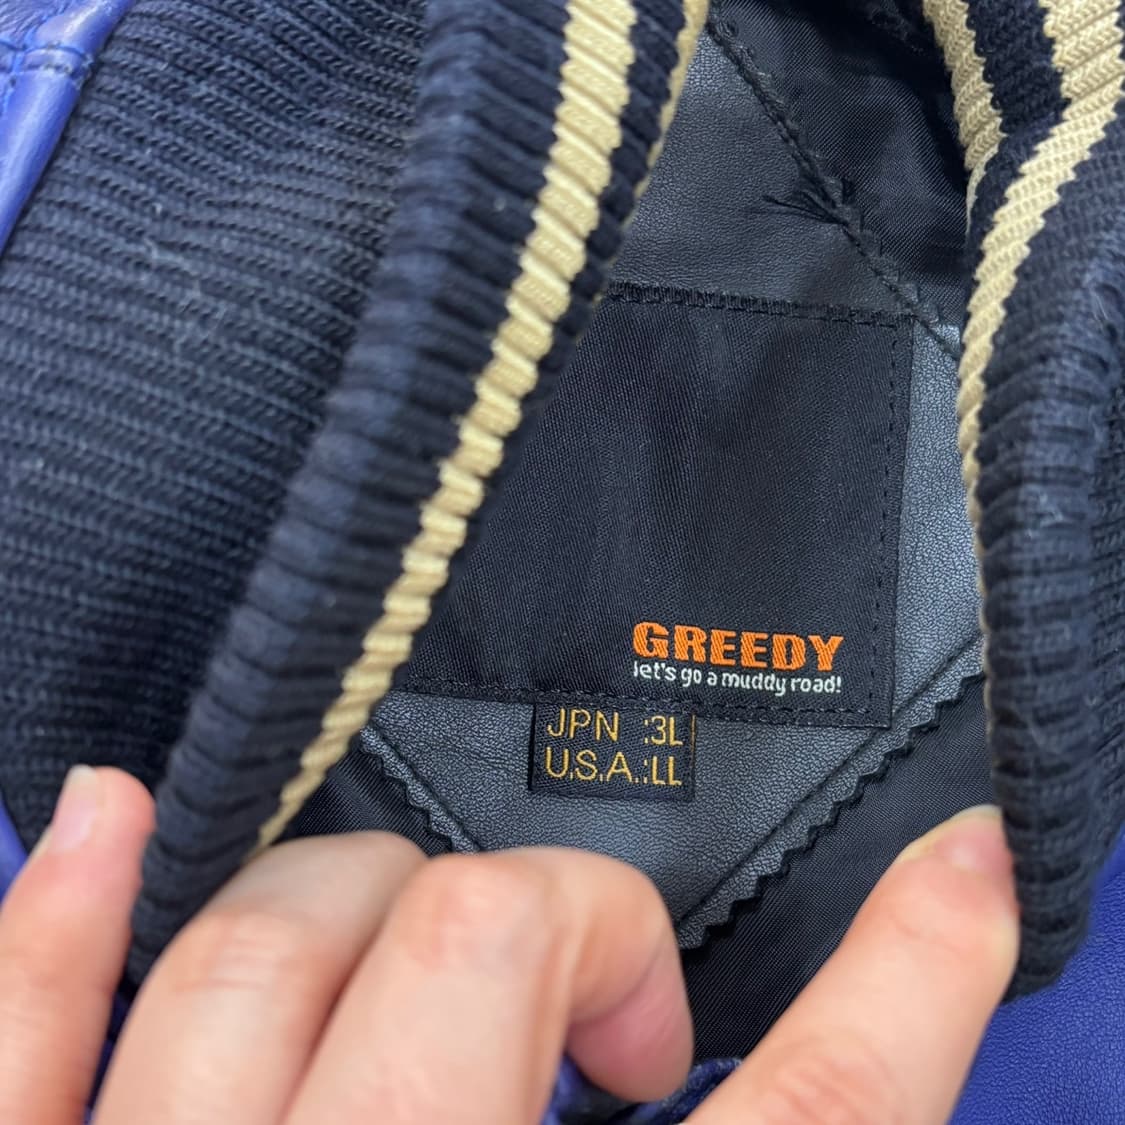 GREEDY
let's go a muddy road!
JPN :3L
U.S.A.:LL